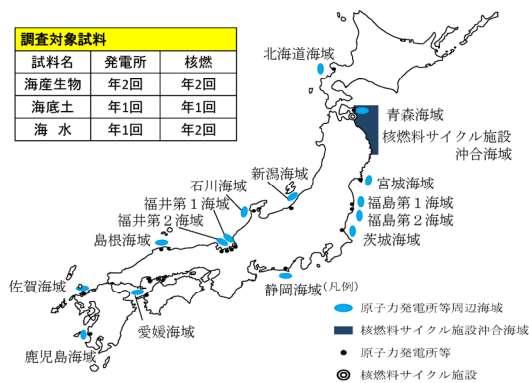 調査対象試料
試料名 発電所 核燃
海産生物 年2回 年2回
海底土 年1回 年1回
海 水 年1回 年2回
北海道海域
青森海域
核燃料サイクル施設
沖合海域
新潟海域
石川海域
福井第1海域
福井第2海域
島根海域
宮城海域
福島第1海域
福島第2海域
茨城海域
佐賀海域
静岡海域
愛媛海域
鹿児島海域
(凡例)
原子力発電所等周辺海域
核燃料サイクル施設沖合海域
原子力発電所等
核燃料サイクル施設